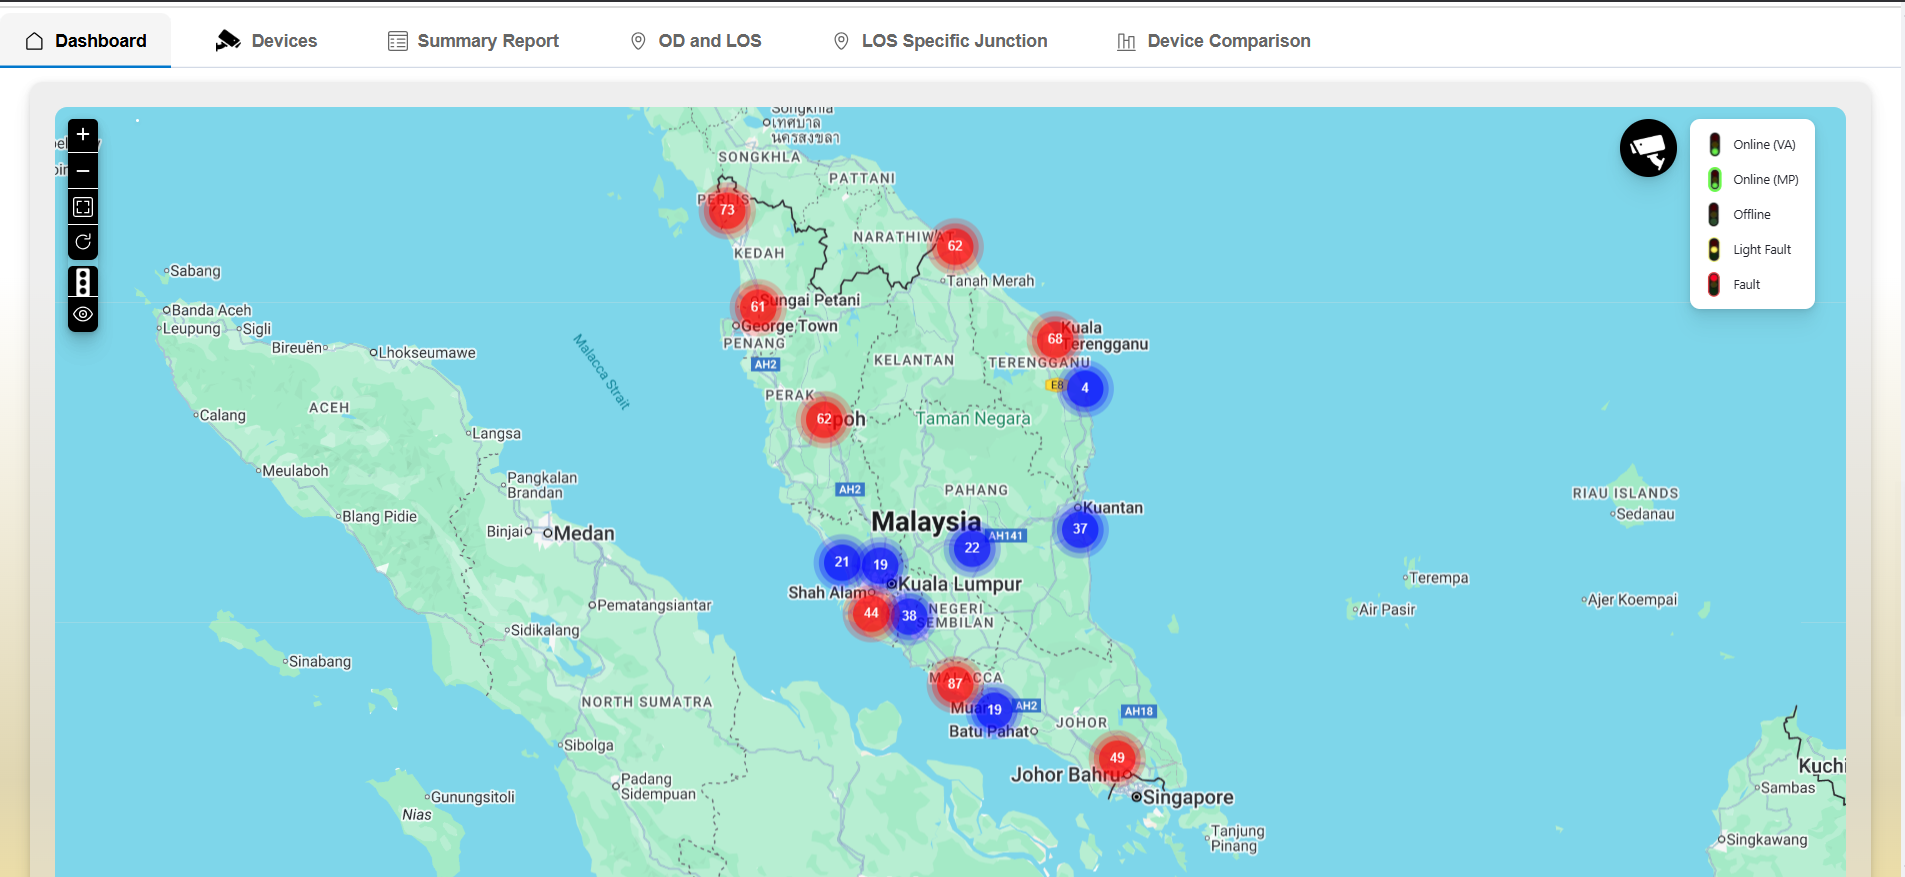 Dashboard
Devices
Summary Report
OD and LOS
LOS Specific Junction
Device Comparison
+
−
Online (VA)
Online (MP)
Offline
Light Fault
Fault
Songkhla
เทศบาล
นครสงขลา
SONGKHLA
PATTANI
PERLIS
73
NARATHIWAT
62
KEDAH
Tanah Merah
Sabang
Sungai Petani
61
Banda Aceh
George Town
Kuala
Terengganu
68
Leupung
Sigli
PENANG
Bireuën
Lhokseumawe
Malacca Strait
AH2
KELANTAN
TERENGGANU
E8
4
PERAK
ACEH
Calang
62
Ipoh
Taman Negara
Langsa
Meulaboh
Pangkalan
Brandan
AH2
PAHANG
RIAU ISLANDS
Sedanau
Blang Pidie
Binjai
Medan
Malaysia
Kuantan
37
AH141
22
21
19
Kuala Lumpur
Shah Alam
Terempa
Air Pasir
Ajer Koempai
Pematangsiantar
44
38
NEGERI
SEMBILAN
Sidikalang
Sinabang
MALACCA
87
NORTH SUMATRA
Muar
19
AH2
AH18
JOHOR
Batu Pahat
Sibolga
49
Johor Bahru
Kuchi
Padang
Sidempuan
Sambas
Gunungsitoli
Singapore
Nias
Tanjung
Pinang
Singkawang